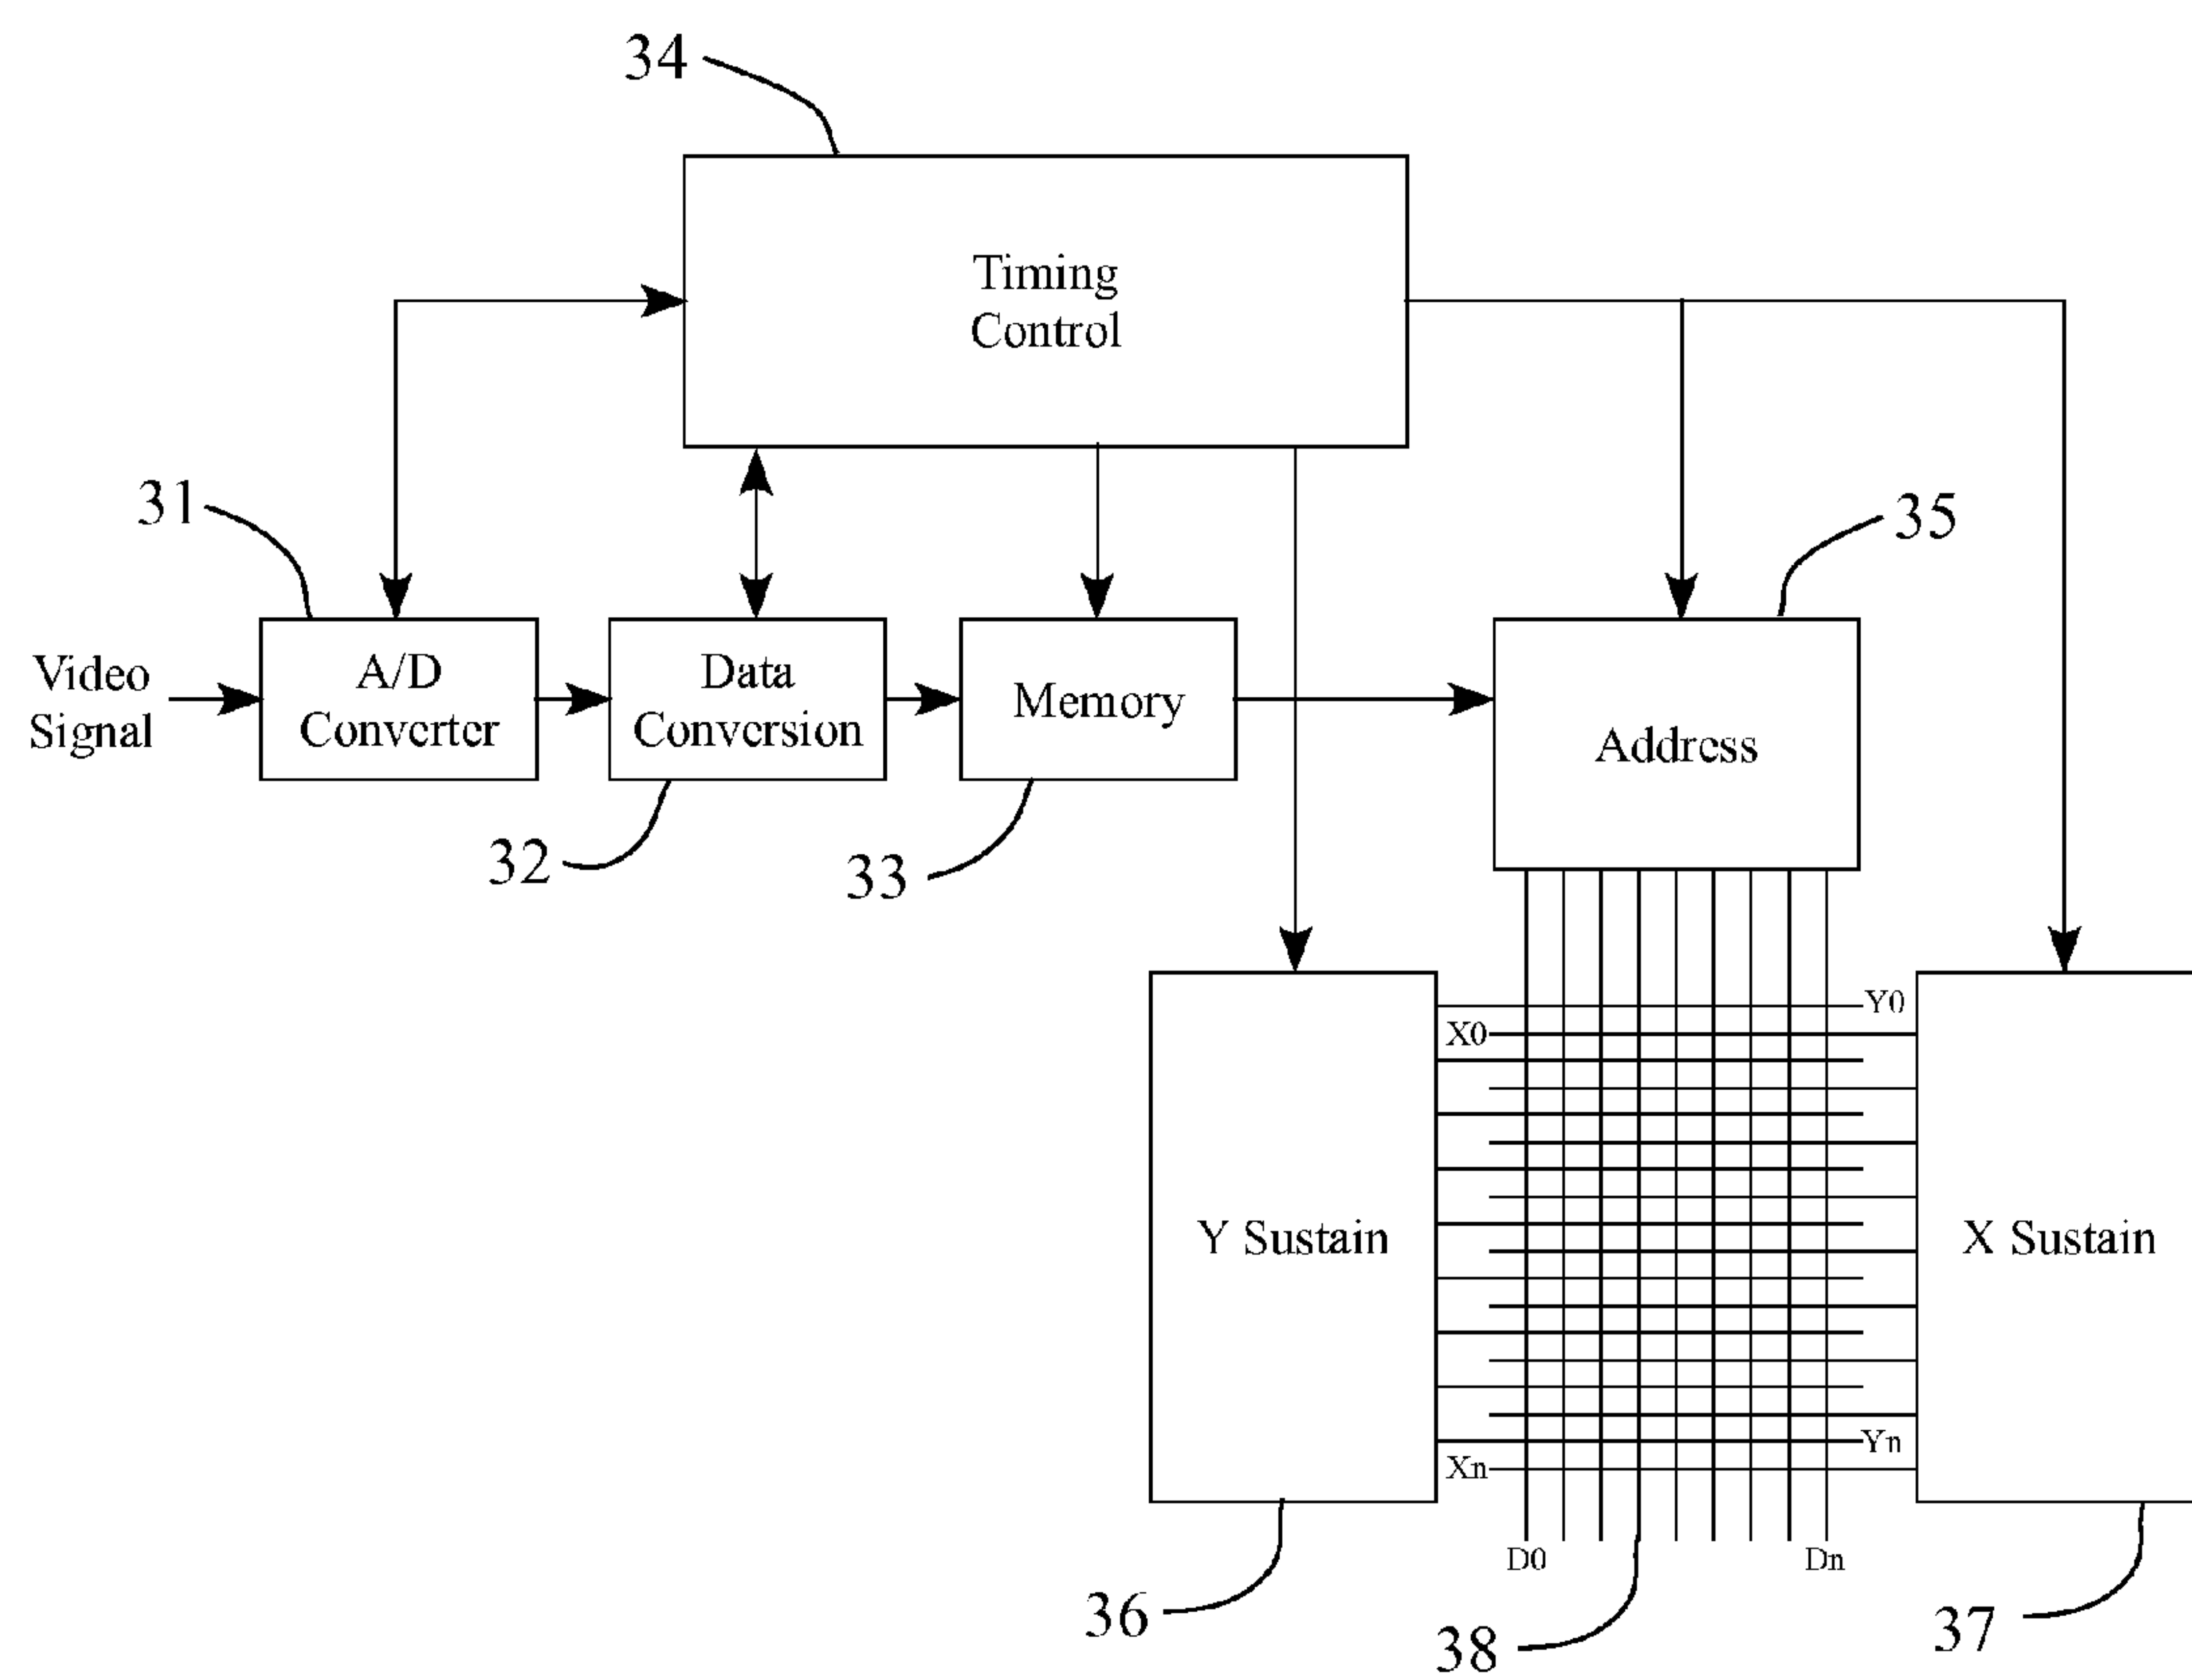 34
Timing
Control
31
35
Video
Signal
A/D
Converter
Data
Conversion
Memory
Address
32
33
Y0
X0
Y Sustain
X Sustain
Yn
Xn
D0
Dn
36
38
37